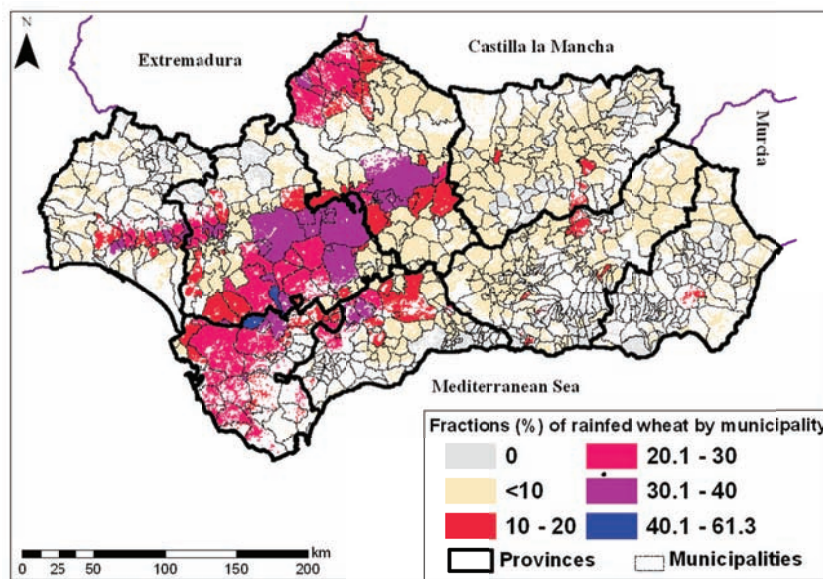 N
Extremadura
Castilla la Mancha
Murcia
Mediterranean Sea
Fractions (%) of rainfed wheat by municipality
0
<10
10 - 20
20.1 - 30
30.1 - 40
40.1 - 61.3
Provinces
Municipalities
km
0 25 50 100 150 200